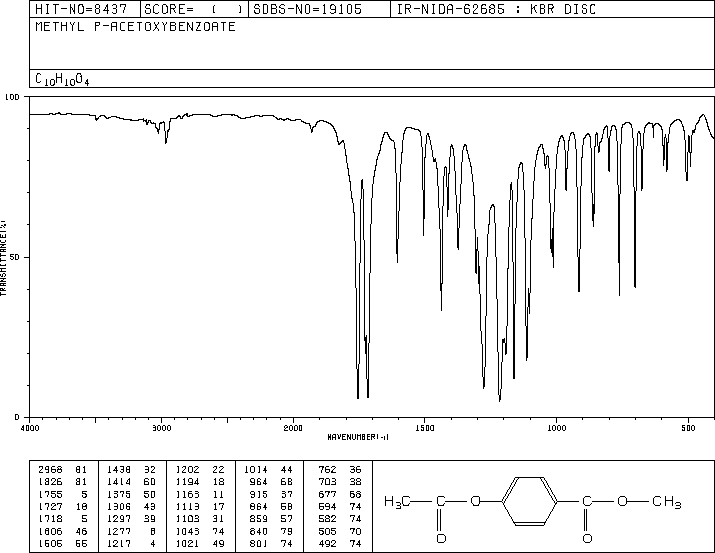 HIT-NO=8437 SCORE= ( ) SDBS-NO=19105 IR-NIDA-62685 : KBR DISC
METHYL P-ACETOXYBENZOATE
C10H10O4
100
50
0
TRANSMITTANCE(%)
4000 3000 2000 1500 1000 500
WAVENUMBER(-1)
2968 81 1438 32 1202 22 1014 44 762 36
1826 81 1414 60 1194 18 964 68 703 38
1755 5 1375 50 1163 11 915 37 677 68
1727 18 1306 43 1113 17 864 58 594 74
1718 5 1297 39 1103 31 859 57 582 74
1606 46 1277 8 1043 74 840 79 505 70
1505 55 1217 4 1021 49 801 74 492 74
H3C C O C O CH3
O O